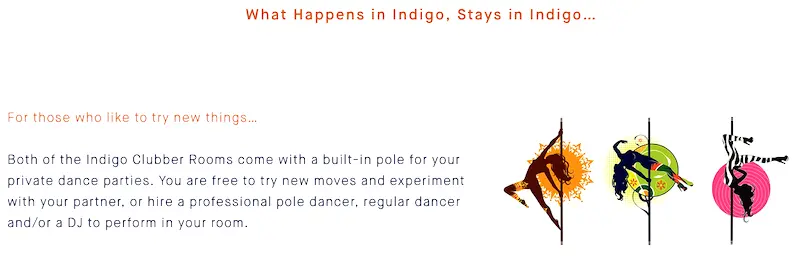 What Happens in Indigo, Stays in Indigo...
For those who like to try new things...
Both of the Indigo Clubber Rooms come with a built-in pole for your
private dance parties. You are free to try new moves and experiment
with your partner, or hire a professional pole dancer, regular dancer
and/or a DJ to perform in your room.